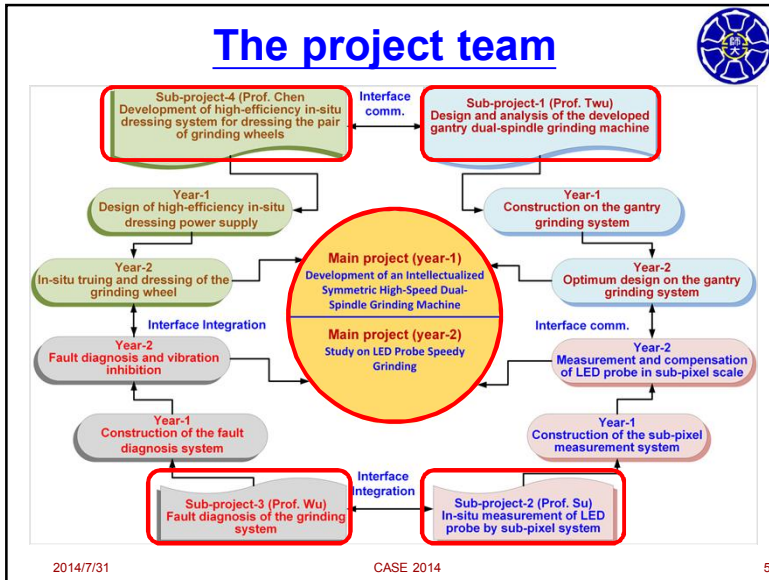 The project team
師大
Sub-project-4 (Prof. Chen
Development of high-efficiency in-situ
dressing system for dressing the pair
of grinding wheels
Interface
comm.
Sub-project-1 (Prof. Twu)
Design and analysis of the developed
gantry dual-spindle grinding machine
Year-1
Design of high-efficiency in-situ
dressing power supply
Year-1
Construction on the gantry
grinding system
Year-2
In-situ truing and dressing of the
grinding wheel
Main project (year-1)
Development of an Intellectualized
Symmetric High-Speed Dual-
Spindle Grinding Machine
Year-2
Optimum design on the gantry
grinding system
Interface Integration
Main project (year-2)
Study on LED Probe Speedy
Grinding
Interface comm.
Year-2
Fault diagnosis and vibration
inhibition
Year-2
Measurement and compensation
of LED probe in sub-pixel scale
Year-1
Construction of the fault
diagnosis system
Year-1
Construction of the sub-pixel
measurement system
Sub-project-3 (Prof. Wu)
Fault diagnosis of the grinding
system
Interface
Integration
Sub-project-2 (Prof. Su)
In-situ measurement of LED
probe by sub-pixel system
2014/7/31
CASE 2014
5